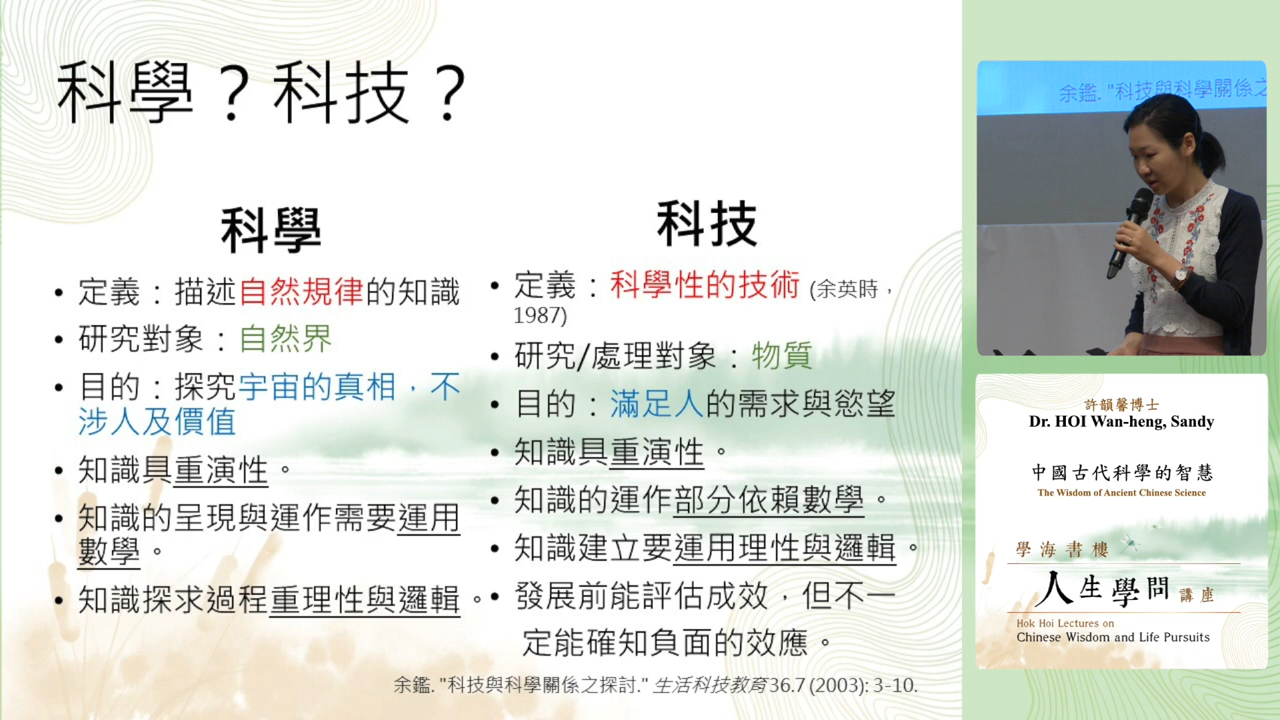 科學？科技？
科學
• 定義：描述自然規律的知識
• 研究對象：自然界
• 目的：探究宇宙的真相，不
涉人及價值
• 知識具重演性。
• 知識的呈現與運作需要運用
數學。
• 知識探求過程重理性與邏輯。
科技
• 定義：科學性的技術 (余英時，
1987)
• 研究/處理對象：物質
• 目的：滿足人的需求與慾望
• 知識具重演性。
• 知識的運作部分依賴數學。
• 知識建立要運用理性與邏輯。
• 發展前能評估成效，但不一
定能確知負面的效應。
余鑑. "科技與科學關係之探討." 生活科技教育 36.7 (2003): 3-10.
余鑑. "科技與科學關係之
許韻馨博士
Dr. HOI Wan-heng, Sandy
中國古代科學的智慧
The Wisdom of Ancient Chinese Science
學海書樓
人生學問講座
Hok Hoi Lectures on
Chinese Wisdom and Life Pursuits